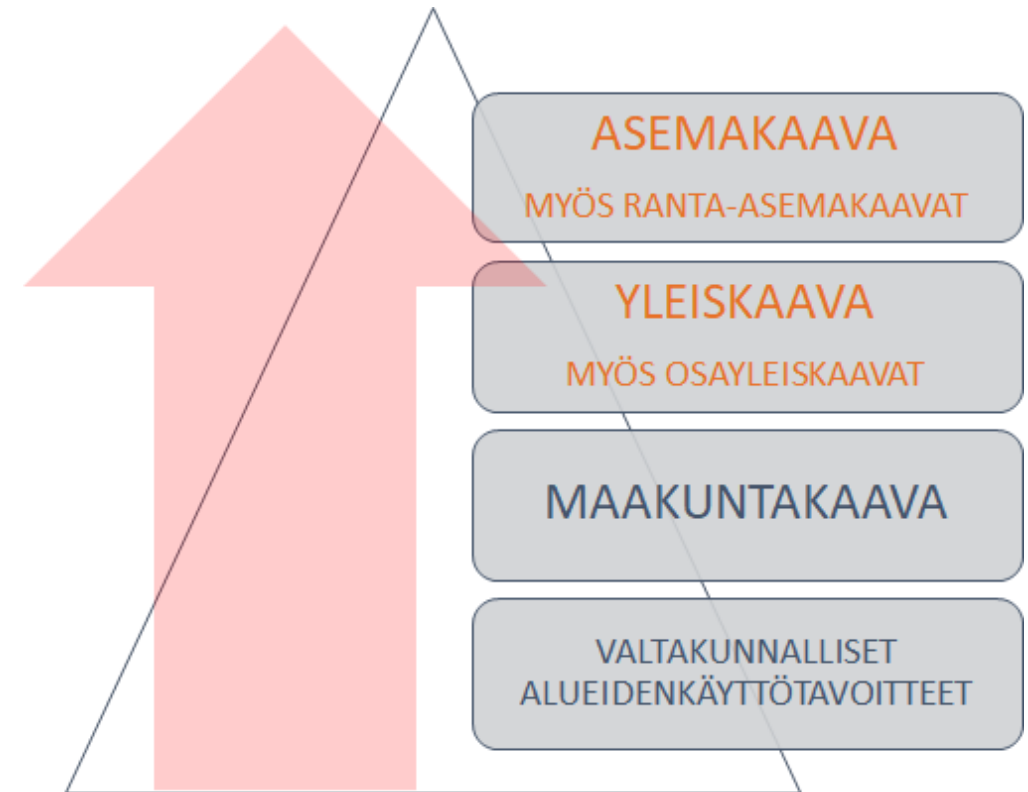 ASEMAKAAVA
MYÖS RANTA-ASEMAKAAVAT
YLEISKAAVA
MYÖS OSAYLEISKAAVAT
MAAKUNTAKAAVA
VALTAKUNNALLISET
ALUEIDENKÄYTTÖTAVOITTEET